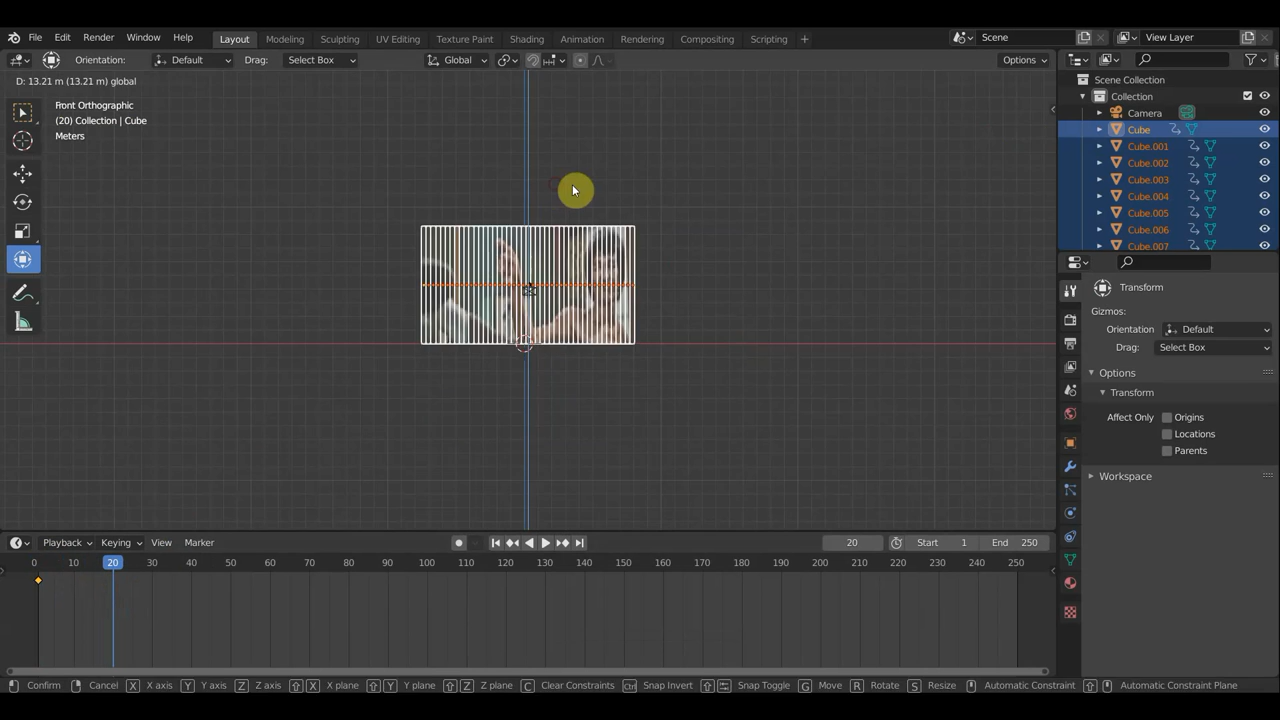 File Edit Render Window Help Layout Modeling Sculpting UV Editing Texture Paint Shading Animation Rendering Compositing Scripting + Scene View Layer
Orientation: Default Drag: Select Box Global Options
D: 13.21 m (13.21 m) global
Front Orthographic
(20) Collection | Cube
Meters
Scene Collection
Collection
Camera
Cube
Cube.001
Cube.002
Cube.003
Cube.004
Cube.005
Cube.006
Cube.007
Transform
Gizmos:
Orientation Default
Drag: Select Box
Options
Transform
Affect Only Origins
Locations
Parents
Workspace
Playback Keying View Marker 20 Start 1 End 250
0 10 20 30 40 50 60 70 80 90 100 110 120 130 140 150 160 170 180 190 200 210 220 230 240 250
Confirm Cancel X X axis Y Y axis Z Z axis X X plane Y Y plane Z Z plane C Clear Constraints Ctrl Snap Invert Snap Toggle G Move R Rotate S Resize Automatic Constraint Automatic Constraint Plane